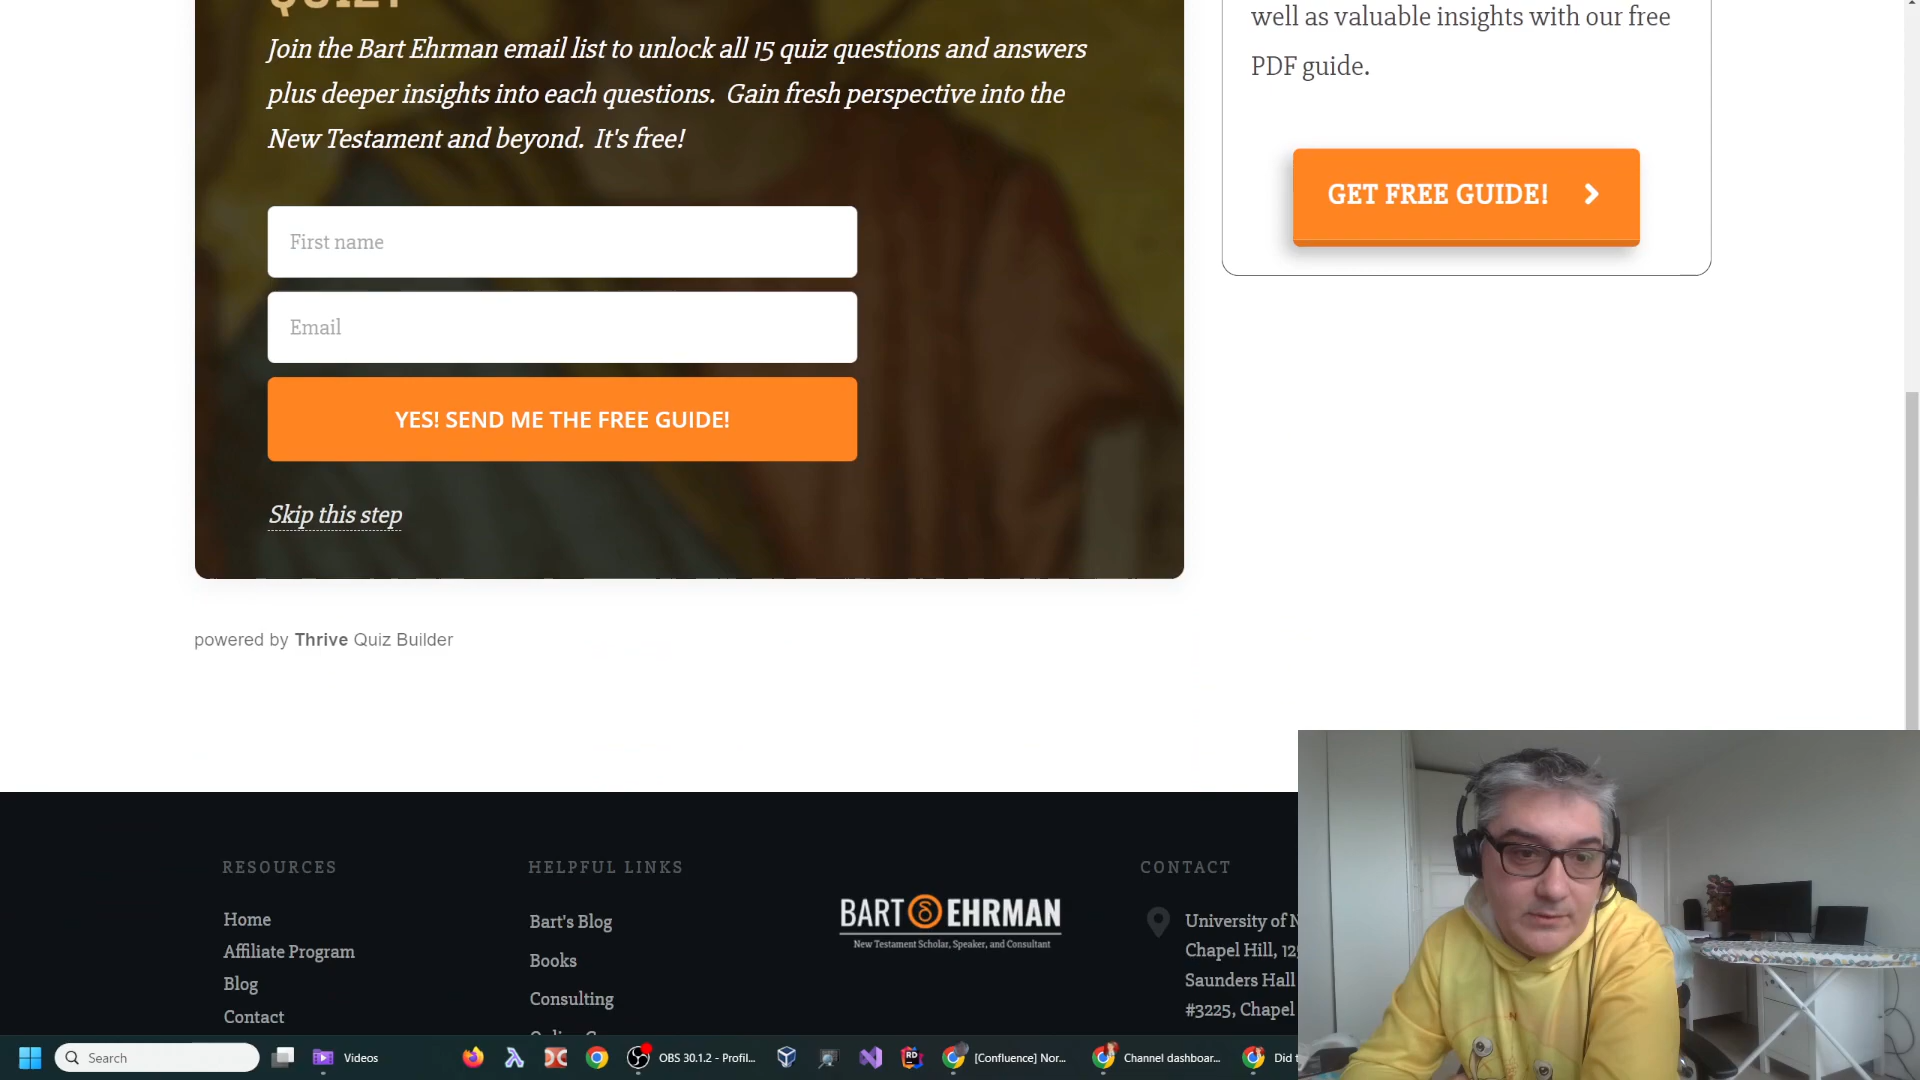 Join the Bart Ehrman email list to unlock all 15 quiz questions and answers
plus deeper insights into each questions. Gain fresh perspective into the
New Testament and beyond. It's free!
First name
Email
YES! SEND ME THE FREE GUIDE!
Skip this step
powered by Thrive Quiz Builder
well as valuable insights with our free
PDF guide.
GET FREE GUIDE!
RESOURCES
Home
Affiliate Program
Blog
Contact
HELPFUL LINKS
Bart's Blog
Books
Consulting
BART EHRMAN
New Testament Scholar, Speaker, and Consultant
CONTACT
University of N
Chapel Hill, 12
Saunders Hall
#3225, Chapel
Search
Videos
OBS 30.1.2 - Profil...
[Confluence] Nor...
Channel dashboar...
Did t